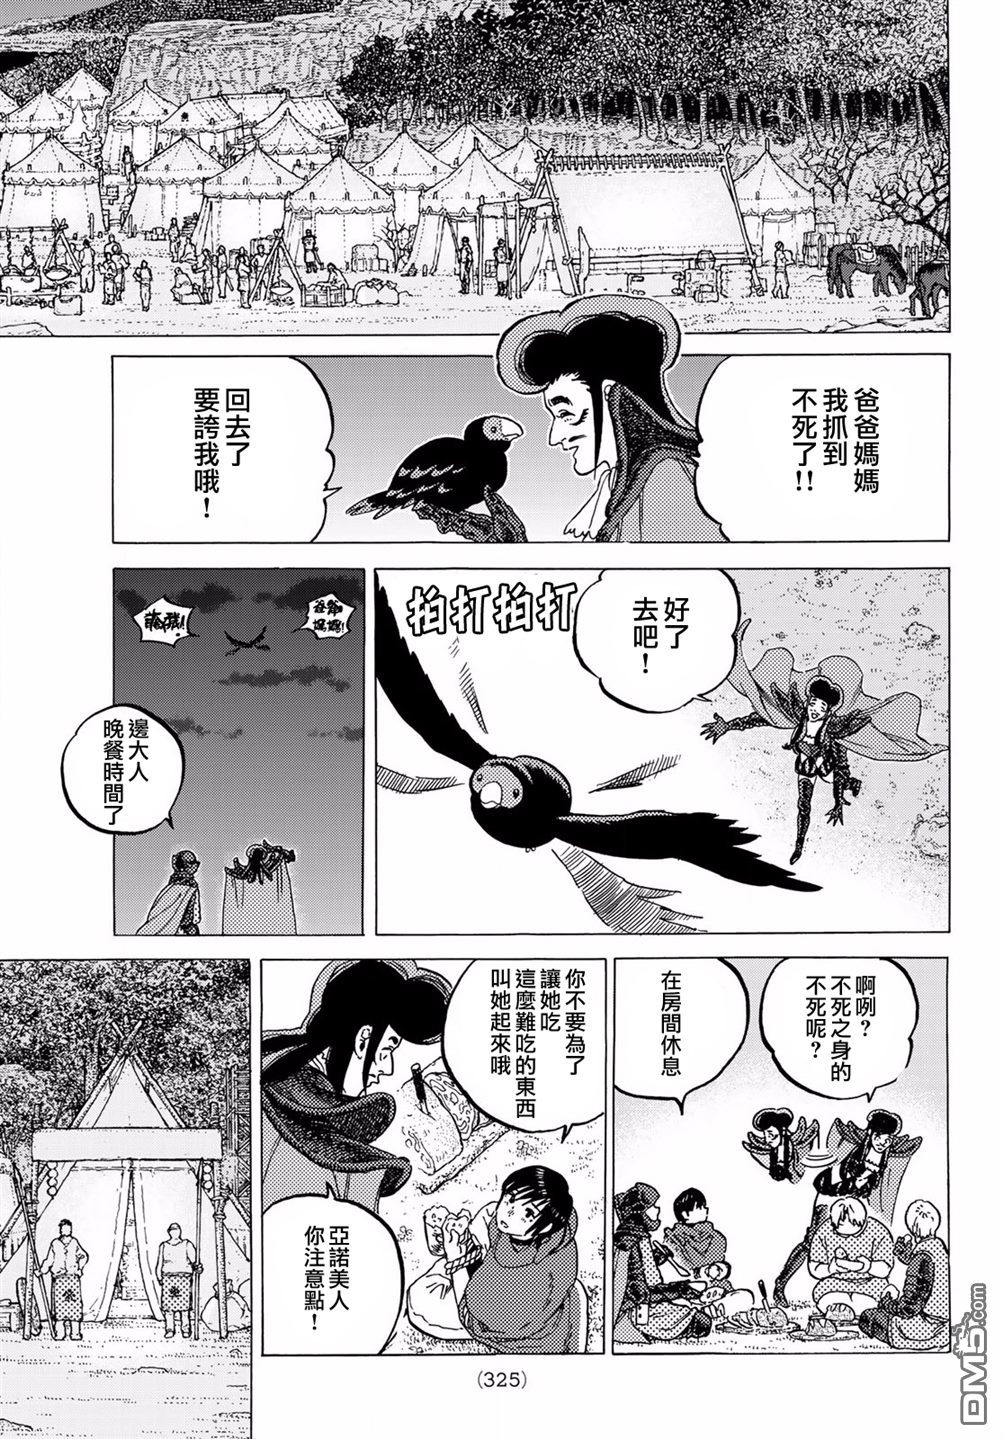 爸爸媽媽
我抓到
不死了!!
回去了
要誇我哦！
好了
去吧！
拍打拍打
爸爸
媽媽!
邊大人
晚餐時間了
啊咧？
不死之身的
不死呢？
在房間休息
你不要為了
讓她吃
這麼難吃的東西
叫她起來哦
亞諾美人
你注意點！
(325)
DM5.com